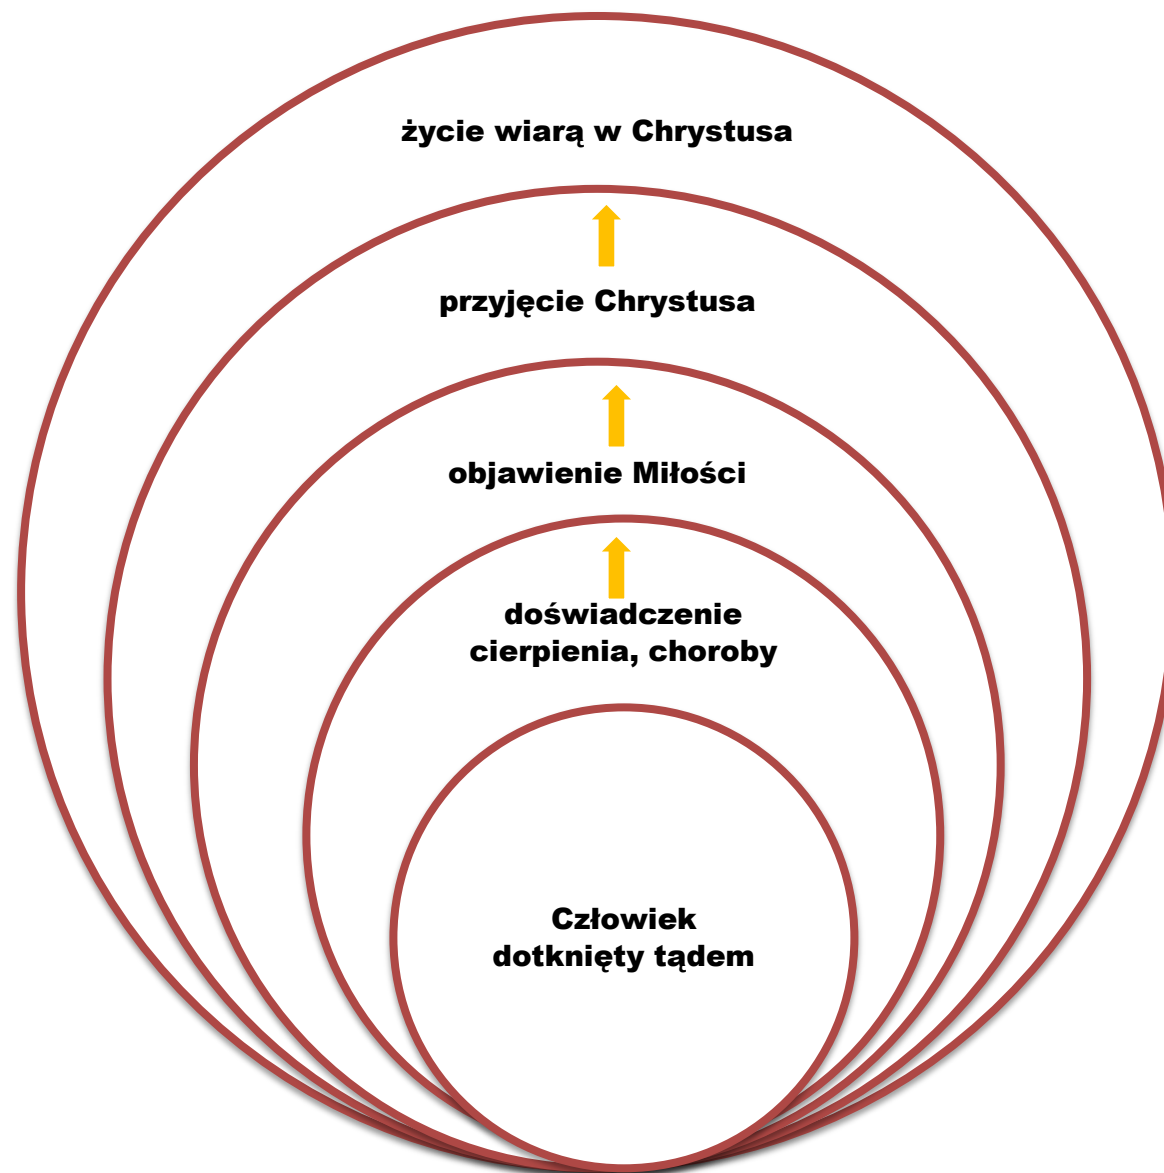 życie wiarą w Chrystusa
przyjęcie Chrystusa
objawienie Miłości
doświadczenie
cierpienia, choroby
Człowiek
dotknięty tądem